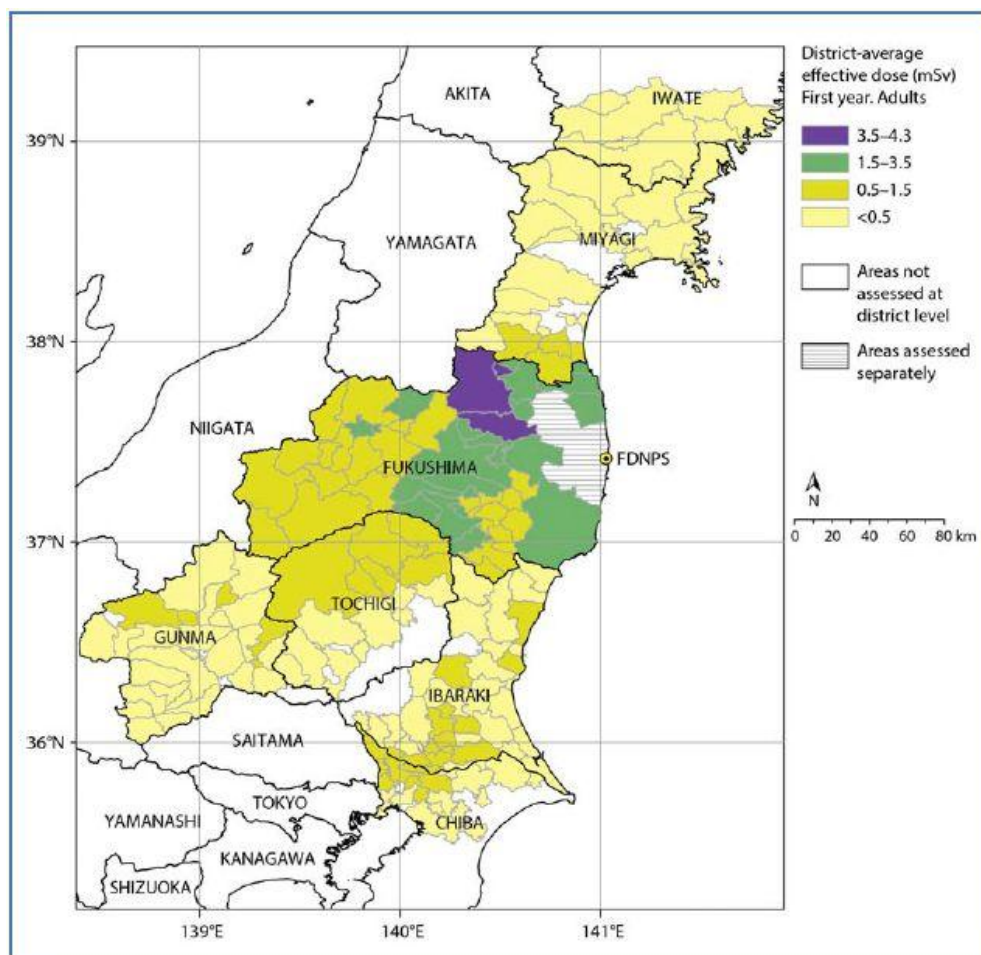 District-average
effective dose (mSv)
First year. Adults
3.5–4.3
1.5–3.5
0.5–1.5
<0.5
Areas not
assessed at
district level
Areas assessed
separately
N
0 20 40 60 80 km
39°N
38°N
37°N
36°N
139°E
140°E
141°E
AKITA
IWATE
YAMAGATA
MIYAGI
NIIGATA
FUKUSHIMA
FDNPS
TOCHIGI
GUNMA
IBARAKI
SAITAMA
TOKYO
CHIBA
YAMANASHI
KANAGAWA
SHIZUOKA